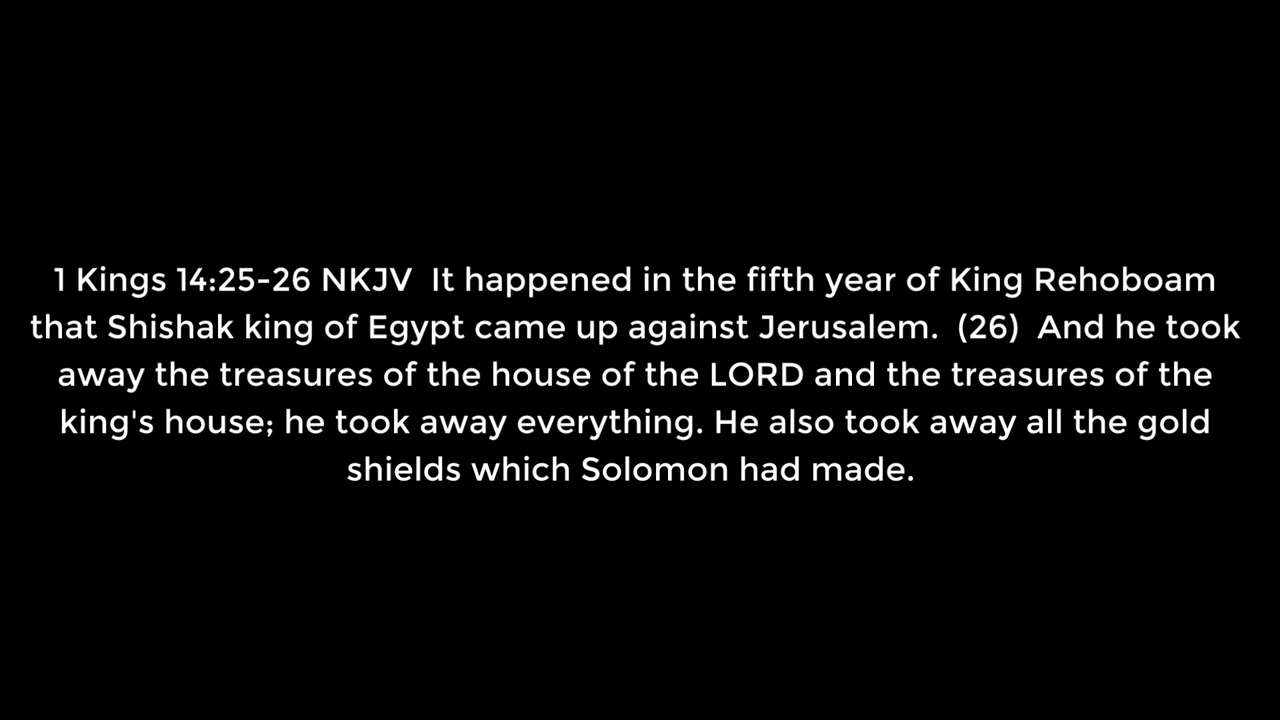 1 Kings 14:25-26 NKJV  It happened in the fifth year of King Rehoboam
that Shishak king of Egypt came up against Jerusalem.  (26)  And he took
away the treasures of the house of the LORD and the treasures of the
king's house; he took away everything. He also took away all the gold
shields which Solomon had made.